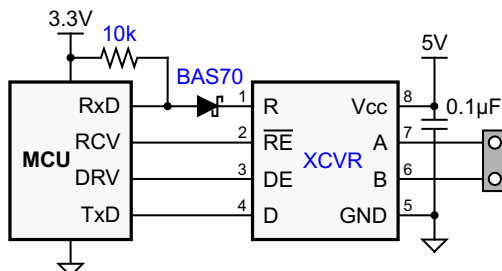 3.3V
10k
BAS70
5V
0.1µF
MCU
RxD
RCV
DRV
TxD
1
2
3
4
R
RE
DE
D
XCVR
Vcc
A
B
GND
8
7
6
5